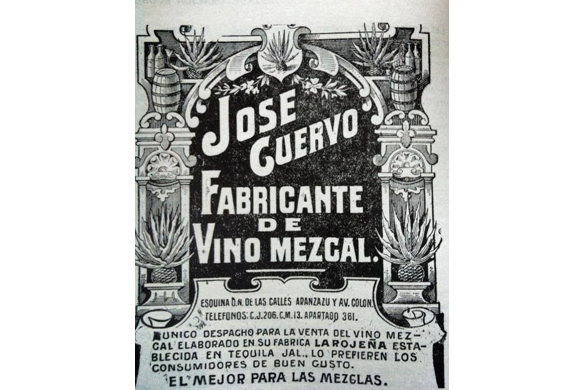 JOSE
CUERVO
FABRICANTE
DE
VINO MEZCAL.
ESQUINA D.N. DE LAS CALLES ARANZAZU Y AV. COLON.
TELEFONOS: C.J. 206. C.M. 13. APARTADO 361.
UNICO DESPACHO PARA LA VENTA DEL VINO MEZ-
CAL ELABORADO EN SU FABRICA LA ROJEÑA ESTA-
BLECIDA EN TEQUILA JAL., LO PREFIEREN LOS
CONSUMIDORES DE BUEN GUSTO.
EL MEJOR PARA LAS MEZCLAS.